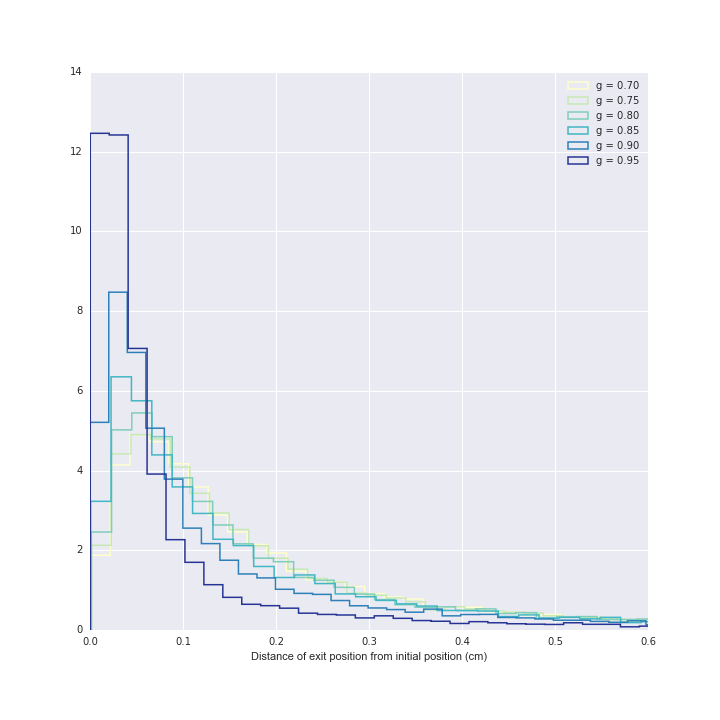 14
12
10
8
6
4
2
0
g = 0.70
g = 0.75
g = 0.80
g = 0.85
g = 0.90
g = 0.95
0.0 0.1 0.2 0.3 0.4 0.5 0.6
Distance of exit position from initial position (cm)